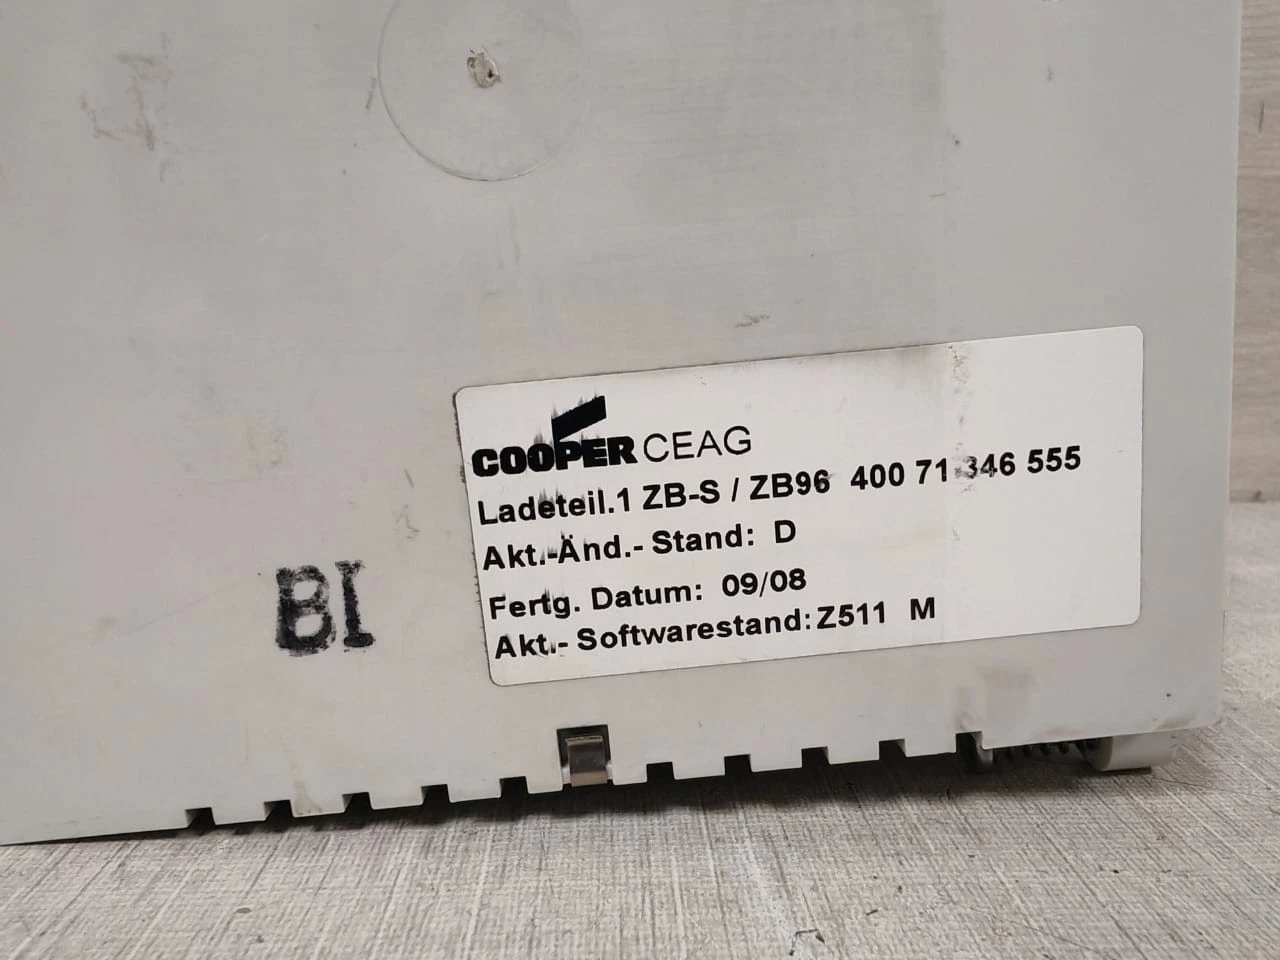 COOPER CEAG
Ladeteil.1 ZB-S / ZB96 400 71 346 555
Akt.-Änd.- Stand: D
Fertg. Datum: 09/08
Akt.- Softwarestand: Z511 M
BI